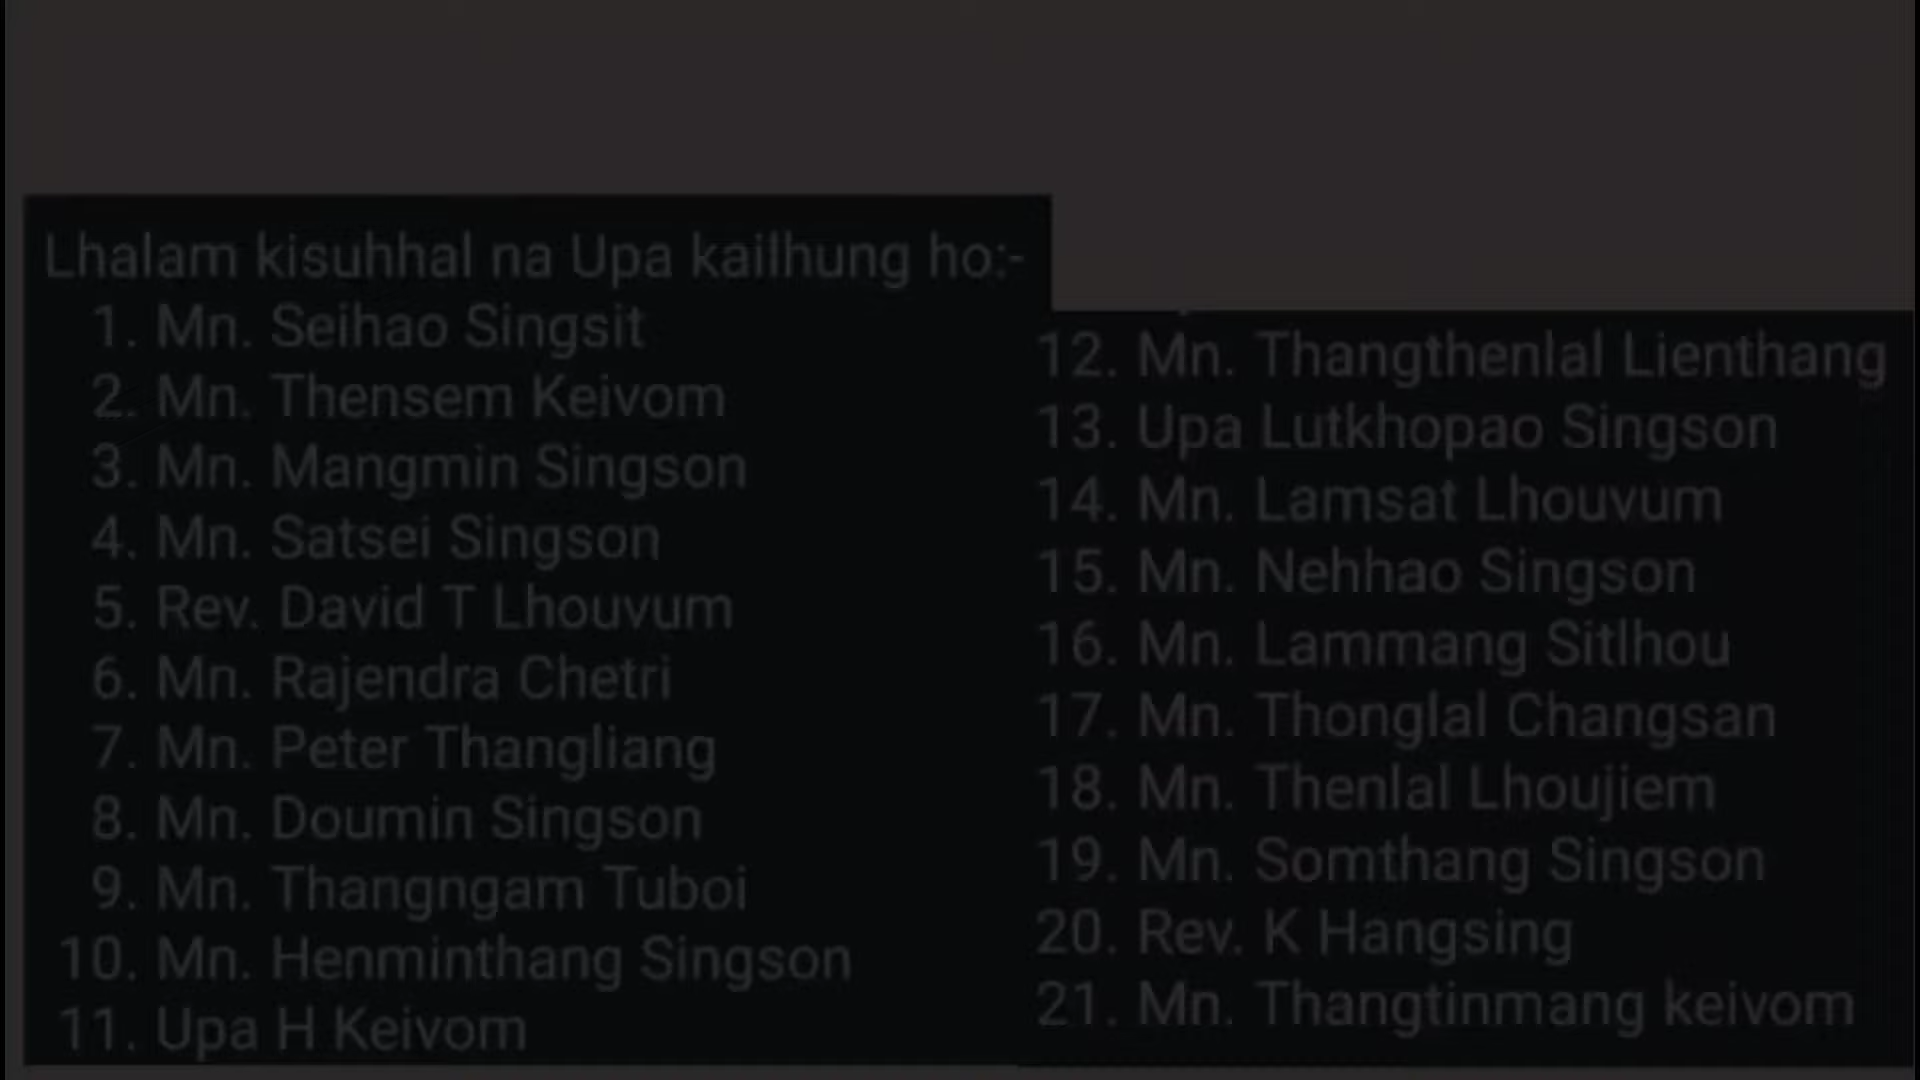 Lhalam kisuhhal na Upa kailhung ho:-
1. Mn. Seihao Singsit
2. Mn. Thensem Keivom
3. Mn. Mangmin Singson
4. Mn. Satsei Singson
5. Rev. David T Lhouvum
6. Mn. Rajendra Chetri
7. Mn. Peter Thangliang
8. Mn. Doumin Singson
9. Mn. Thangngam Tuboi
10. Mn. Henminthang Singson
11. Upa H Keivom
12. Mn. Thangthenlal Lienthang
13. Upa Lutkhopao Singson
14. Mn. Lamsat Lhouvum
15. Mn. Nehhao Singson
16. Mn. Lammang Sitlhou
17. Mn. Thonglal Changsan
18. Mn. Thenlal Lhoujiem
19. Mn. Somthang Singson
20. Rev. K Hangsing
21. Mn. Thangtinmang keivom